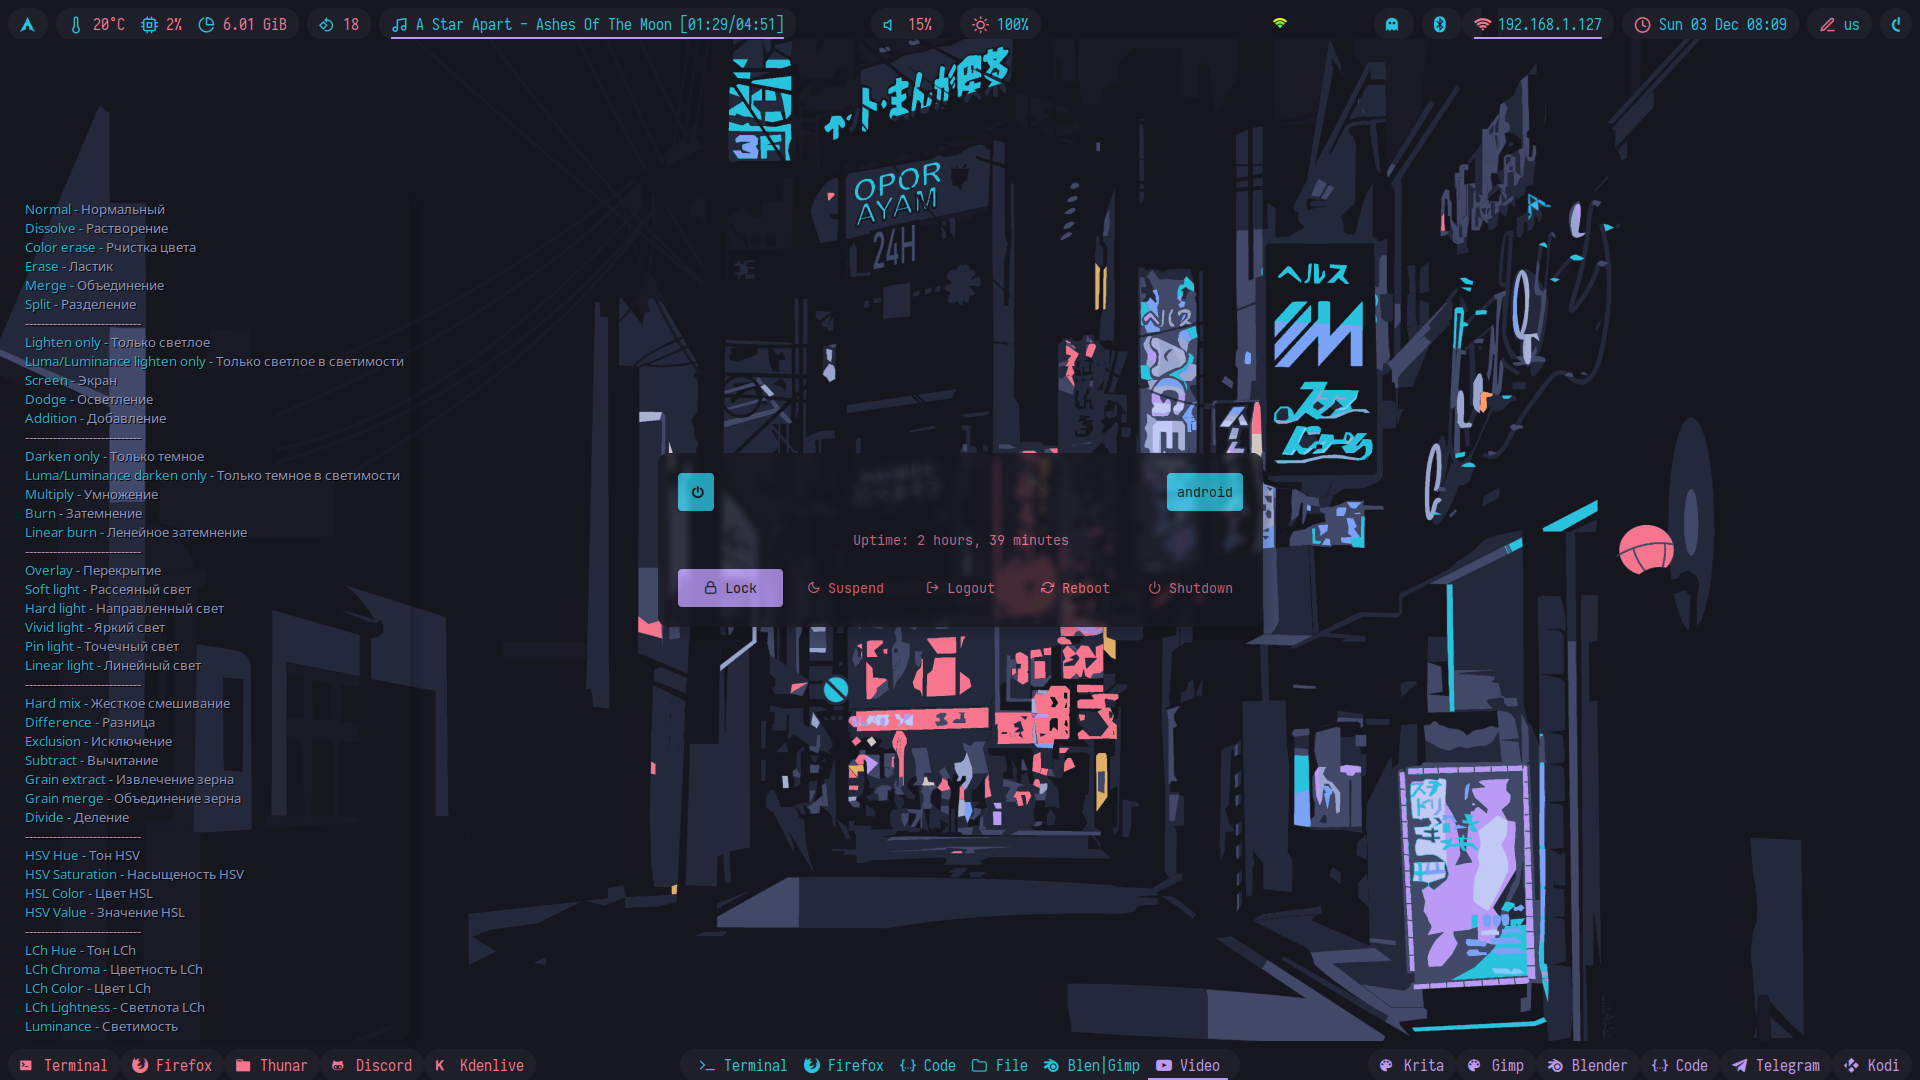 20°C 2% 6.01 GiB 18 A Star Apart - Ashes Of The Moon [01:29/04:51] 15% 100% 192.168.1.127 Sun 03 Dec 08:09 us
3F
OPOR
AYAM
24H
ヘルス
Normal - Нормальный
Dissolve - Растворение
Color erase - Рчистка цвета
Erase - Ластик
Merge - Объединение
Split - Разделение
-----------------------------
Lighten only - Только светлое
Luma/Luminance lighten only - Только светлое в светимости
Screen - Экран
Dodge - Осветление
Addition - Добавление
-----------------------------
Darken only - Только темное
Luma/Luminance darken only - Только темное в светимости
Multiply - Умножение
Burn - Затемнение
Linear burn - Ленейное затемнение
-----------------------------
Overlay - Перекрытие
Soft light - Рассеяный свет
Hard light - Направленный свет
Vivid light - Яркий свет
Pin light - Точечный свет
Linear light - Линейный свет
-----------------------------
Hard mix - Жесткое смешивание
Difference - Разница
Exclusion - Исключение
Subtract - Вычитание
Grain extract - Извлечение зерна
Grain merge - Объединение зерна
Divide - Деление
-----------------------------
HSV Hue - Тон HSV
HSV Saturation - Насыщеность HSV
HSL Color - Цвет HSL
HSV Value - Значение HSL
-----------------------------
LCh Hue - Тон LCh
LCh Chroma - Цветность LCh
LCh Color - Цвет LCh
LCh Lightness - Светлота LCh
Luminance - Светимость
android
Uptime: 2 hours, 39 minutes
Lock Suspend Logout Reboot Shutdown
Terminal Firefox Thunar Discord Kdenlive Terminal Firefox Code File Blen|Gimp Video Krita Gimp Blender Code Telegram Kodi